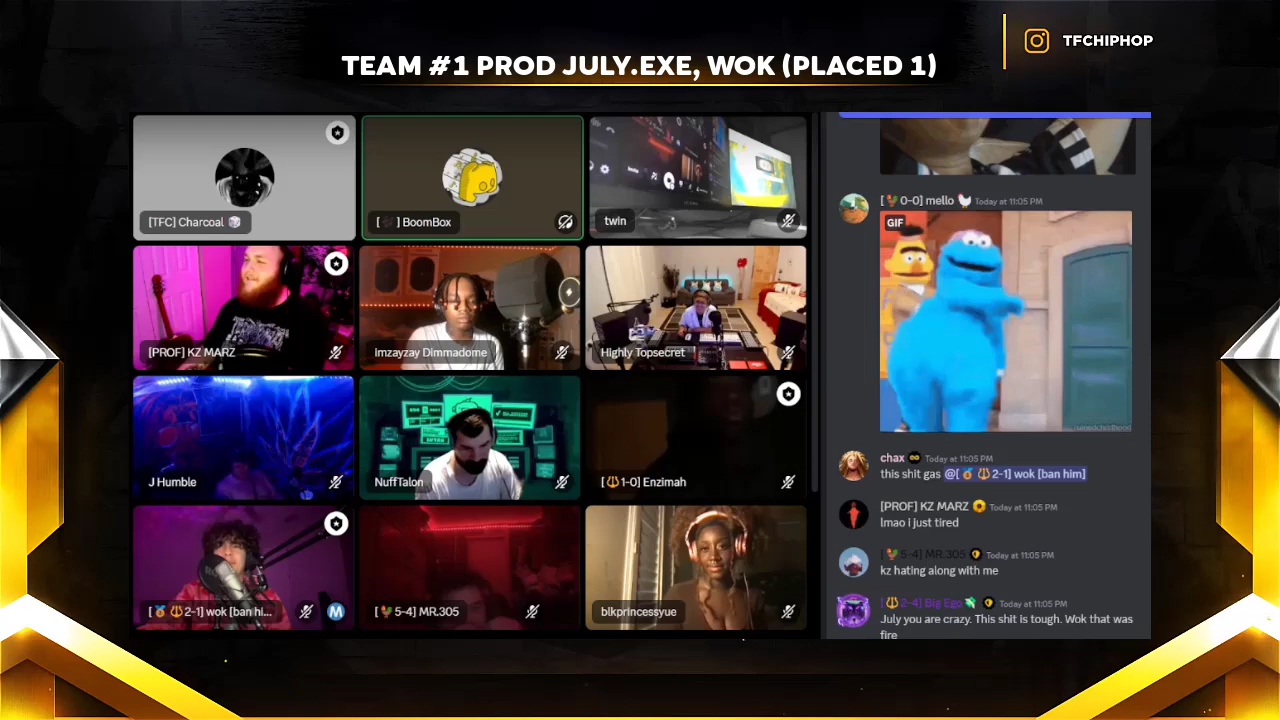 TFCHIPHOP
TEAM #1 PROD JULY.EXE, WOK (PLACED 1)
[TFC] Charcoal
[ ] BoomBox
twin
[PROF] KZ MARZ
imzayzay Dimmadome
Highly Topsecret
J Humble
NuffTalon
[ 1-0] Enzimah
[ 2-1] wok [ban hi...
M
[ 5-4] MR.305
blkprincessyue
[ 0-0] mello Today at 11:05 PM
GIF
chax Today at 11:05 PM
this shit gas @[ 2-1] wok [ban him]
[PROF] KZ MARZ Today at 11:05 PM
lmao i just tired
[ 5-4] MR.305 Today at 11:05 PM
kz hating along with me
[ 2-4] Big Ego Today at 11:05 PM
July you are crazy. This shit is tough. Wok that was
fire